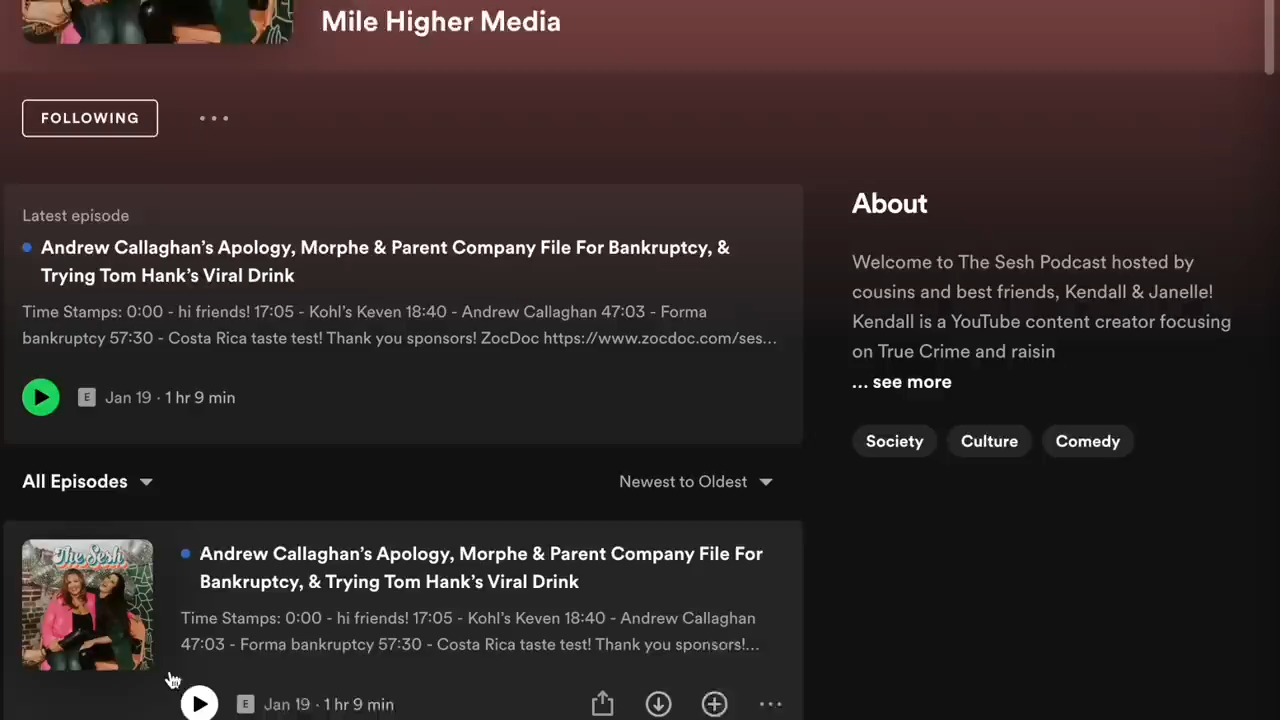 Mile Higher Media
FOLLOWING
Latest episode
Andrew Callaghan's Apology, Morphe & Parent Company File For Bankruptcy, &
Trying Tom Hank's Viral Drink
Time Stamps: 0:00 - hi friends! 17:05 - Kohl's Keven 18:40 - Andrew Callaghan 47:03 - Forma
bankruptcy 57:30 - Costa Rica taste test! Thank you sponsors! ZocDoc https://www.zocdoc.com/ses...
E Jan 19 · 1 hr 9 min
About
Welcome to The Sesh Podcast hosted by
cousins and best friends, Kendall & Janelle!
Kendall is a YouTube content creator focusing
on True Crime and raisin
... see more
Society Culture Comedy
All Episodes
Newest to Oldest
The Sesh
Andrew Callaghan's Apology, Morphe & Parent Company File For
Bankruptcy, & Trying Tom Hank's Viral Drink
Time Stamps: 0:00 - hi friends! 17:05 - Kohl's Keven 18:40 - Andrew Callaghan
47:03 - Forma bankruptcy 57:30 - Costa Rica taste test! Thank you sponsors!...
E Jan 19 · 1 hr 9 min